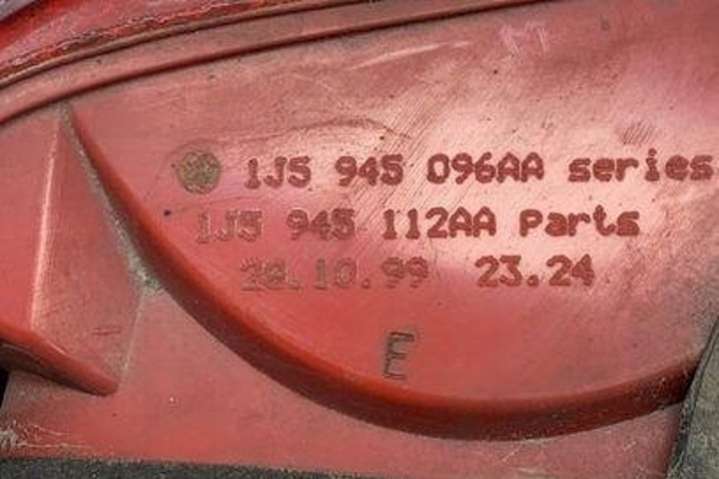 1J5 945 096AA series
1J5 945 112AA Parts
28.10.99 23.24
E